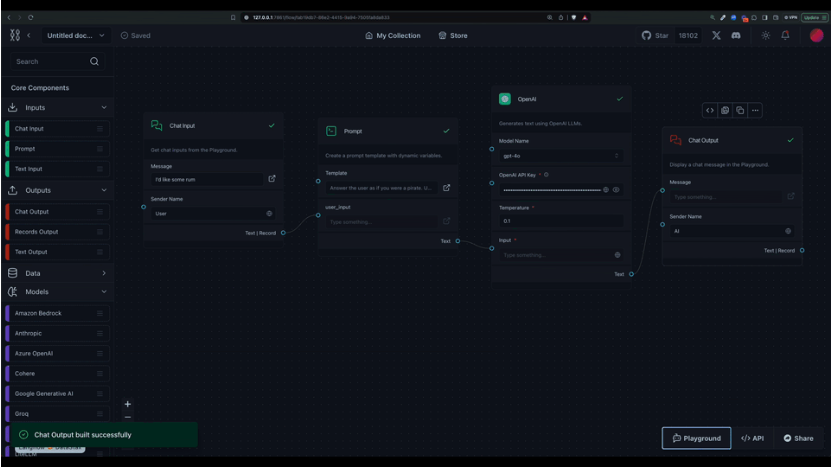 127.0.0.1
VPN
Update
Untitled doc...
Saved
My Collection
Store
Star
18102
Search
Core Components
Inputs
Chat Input
Prompt
Text Input
Outputs
Chat Output
Records Output
Text Output
Data
Models
Amazon Bedrock
Anthropic
Azure OpenAI
Cohere
Google Generative AI
Groq
Chat Input
Get chat inputs from the Playground.
Message
I'd like some rum
Sender Name
User
Text | Record
Prompt
Create a prompt template with dynamic variables.
Template
Answer the user as if you were a pirate. U...
user_input
Type something...
Text
OpenAI
Generates text using OpenAI LLMs.
Model Name
gpt-4o
OpenAI API Key *
Temperature *
0.1
Input *
Type something...
Text
Chat Output
Display a chat message in the Playground.
Message
Type something...
Sender Name
AI
Text | Record
Chat Output built successfully
Playground
</> API
Share